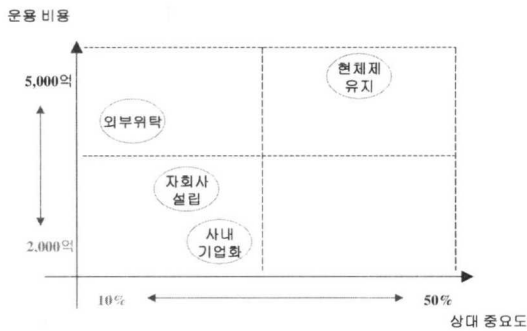 운용 비용
5,000억
현체제
유지
외부위탁
자회사
설립
사내
기업화
2.000억
10%
50%
상대 중요도